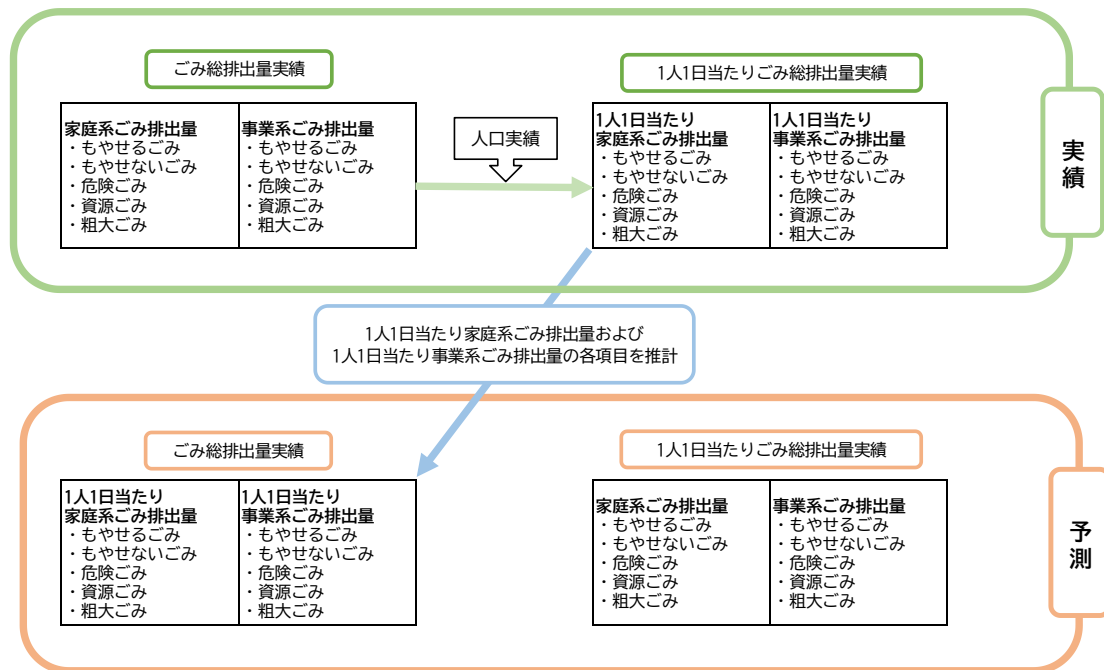 ごみ総排出量実績
1人1日当たりごみ総排出量実績
家庭系ごみ排出量
・もやせるごみ
・もやせないごみ
・危険ごみ
・資源ごみ
・粗大ごみ
事業系ごみ排出量
・もやせるごみ
・もやせないごみ
・危険ごみ
・資源ごみ
・粗大ごみ
人口実績
1人1日当たり
家庭系ごみ排出量
・もやせるごみ
・もやせないごみ
・危険ごみ
・資源ごみ
・粗大ごみ
1人1日当たり
事業系ごみ排出量
・もやせるごみ
・もやせないごみ
・危険ごみ
・資源ごみ
・粗大ごみ
実績
1人1日当たり家庭系ごみ排出量および
1人1日当たり事業系ごみ排出量の各項目を推計
ごみ総排出量実績
1人1日当たりごみ総排出量実績
1人1日当たり
家庭系ごみ排出量
・もやせるごみ
・もやせないごみ
・危険ごみ
・資源ごみ
・粗大ごみ
1人1日当たり
事業系ごみ排出量
・もやせるごみ
・もやせないごみ
・危険ごみ
・資源ごみ
・粗大ごみ
家庭系ごみ排出量
・もやせるごみ
・もやせないごみ
・危険ごみ
・資源ごみ
・粗大ごみ
事業系ごみ排出量
・もやせるごみ
・もやせないごみ
・危険ごみ
・資源ごみ
・粗大ごみ
予測